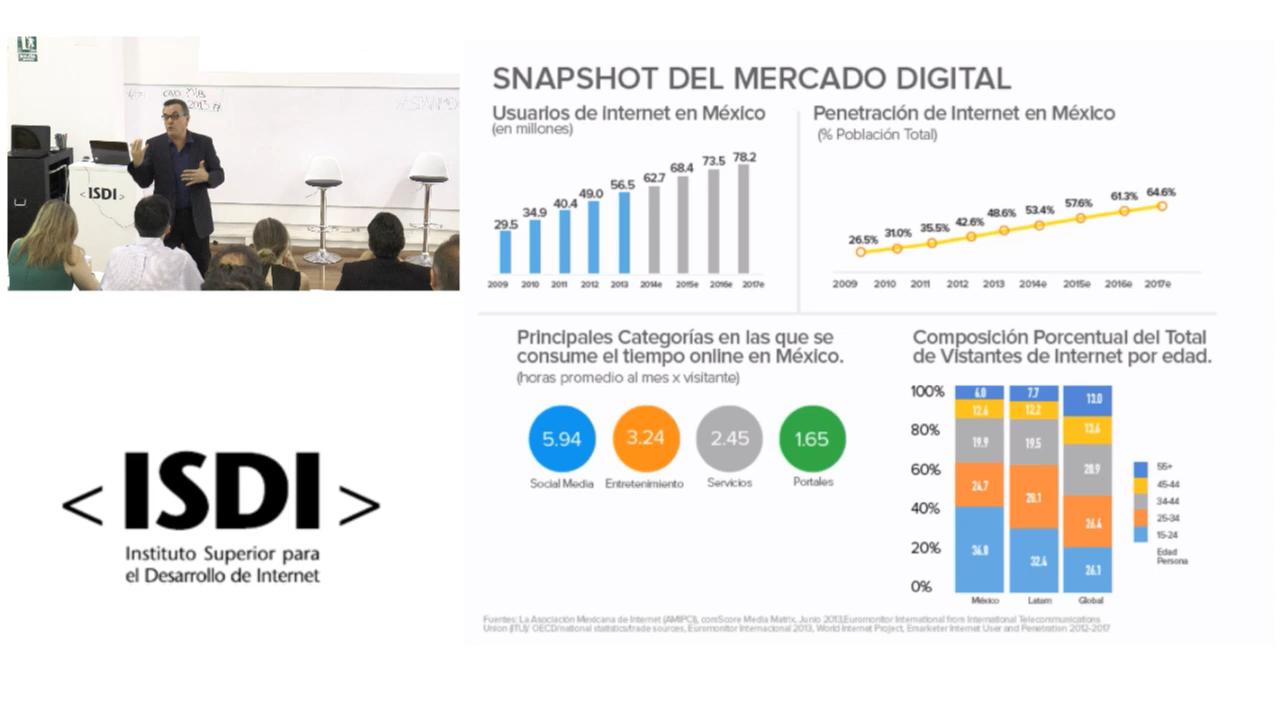 SNAPSHOT DEL MERCADO DIGITAL
Usuarios de internet en México
(en millones)
29.5 34.9 40.4 49.0 56.5 62.7 68.4 73.5 78.2
2009 2010 2011 2012 2013 2014e 2015e 2016e 2017e
Penetración de Internet en México
(% Población Total)
26.5% 31.0% 35.5% 42.6% 48.6% 53.4% 57.6% 61.3% 64.6%
2009 2010 2011 2012 2013 2014e 2015e 2016e 2017e
Principales Categorías en las que se
consume el tiempo online en México.
(horas promedio al mes x visitante)
5.94 3.24 2.45 1.65
Social Media Entretenimiento Servicios Portales
Composición Porcentual del Total
de Vistantes de Internet por edad.
100%
80%
60%
40%
20%
0%
7.7 13.0
12.2 13.6
19.9 19.5 20.9
24.7 28.1 26.4
32.4 26.1
México Latam Global
55+
45-44
34-44
25-34
15-24
Edad
Persona
Fuentes: La Asociación Mexicana de Internet (AMIPCI), comScore Media Matrix, Junio 2013,Euromonitor International from International Telecommunications
Union (ITU)/ OECD/national statistics/trade sources, Euromonitor Internacional 2013, World Internet Project, Emarketer Internet User and Penetration 2012-2017
<ISDI>
<ISDI>
Instituto Superior para
el Desarrollo de Internet